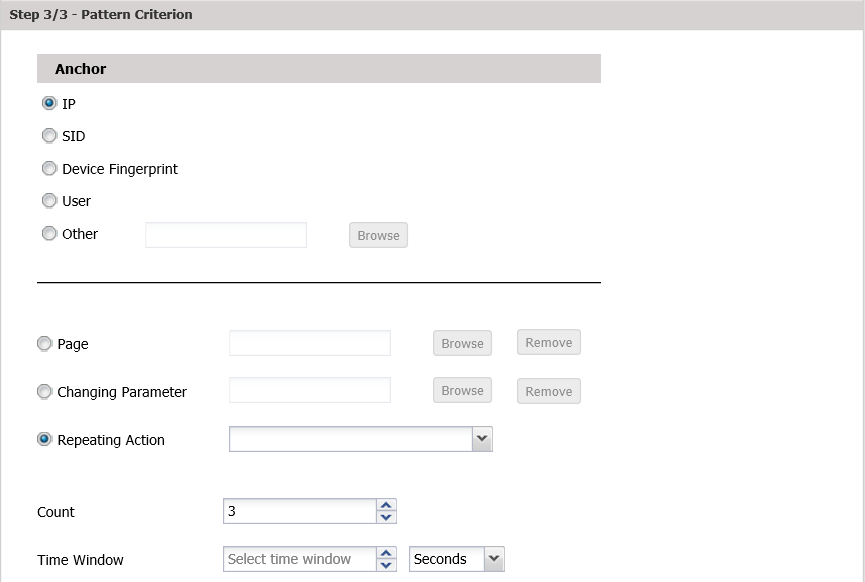 Step 3/3 - Pattern Criterion
Anchor
IP
SID
Device Fingerprint
User
Other Browse
Page Browse Remove
Changing Parameter Browse Remove
Repeating Action
Count 3
Time Window Select time window Seconds